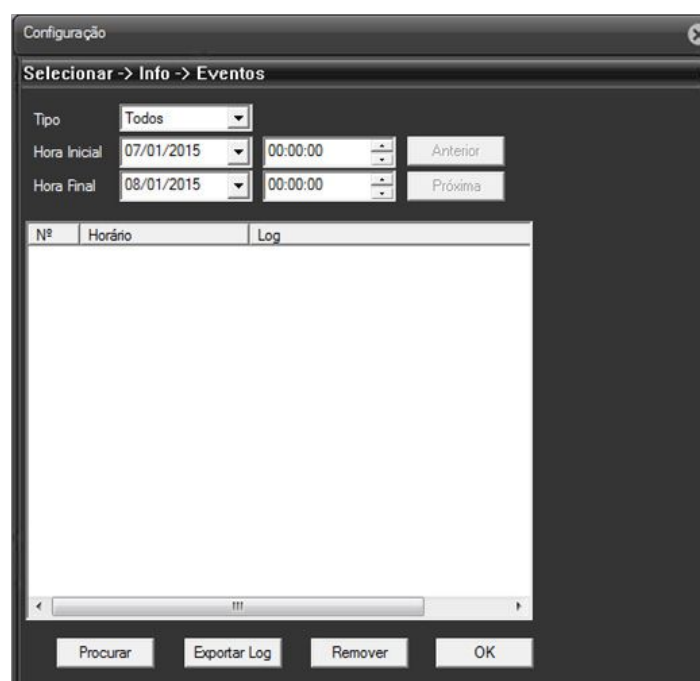 Configuração
Selecionar -> Info -> Eventos
Tipo Todos
Hora Inicial 07/01/2015 00:00:00 Anterior
Hora Final 08/01/2015 00:00:00 Próxima
Nº Horário Log
Procurar Exportar Log Remover OK